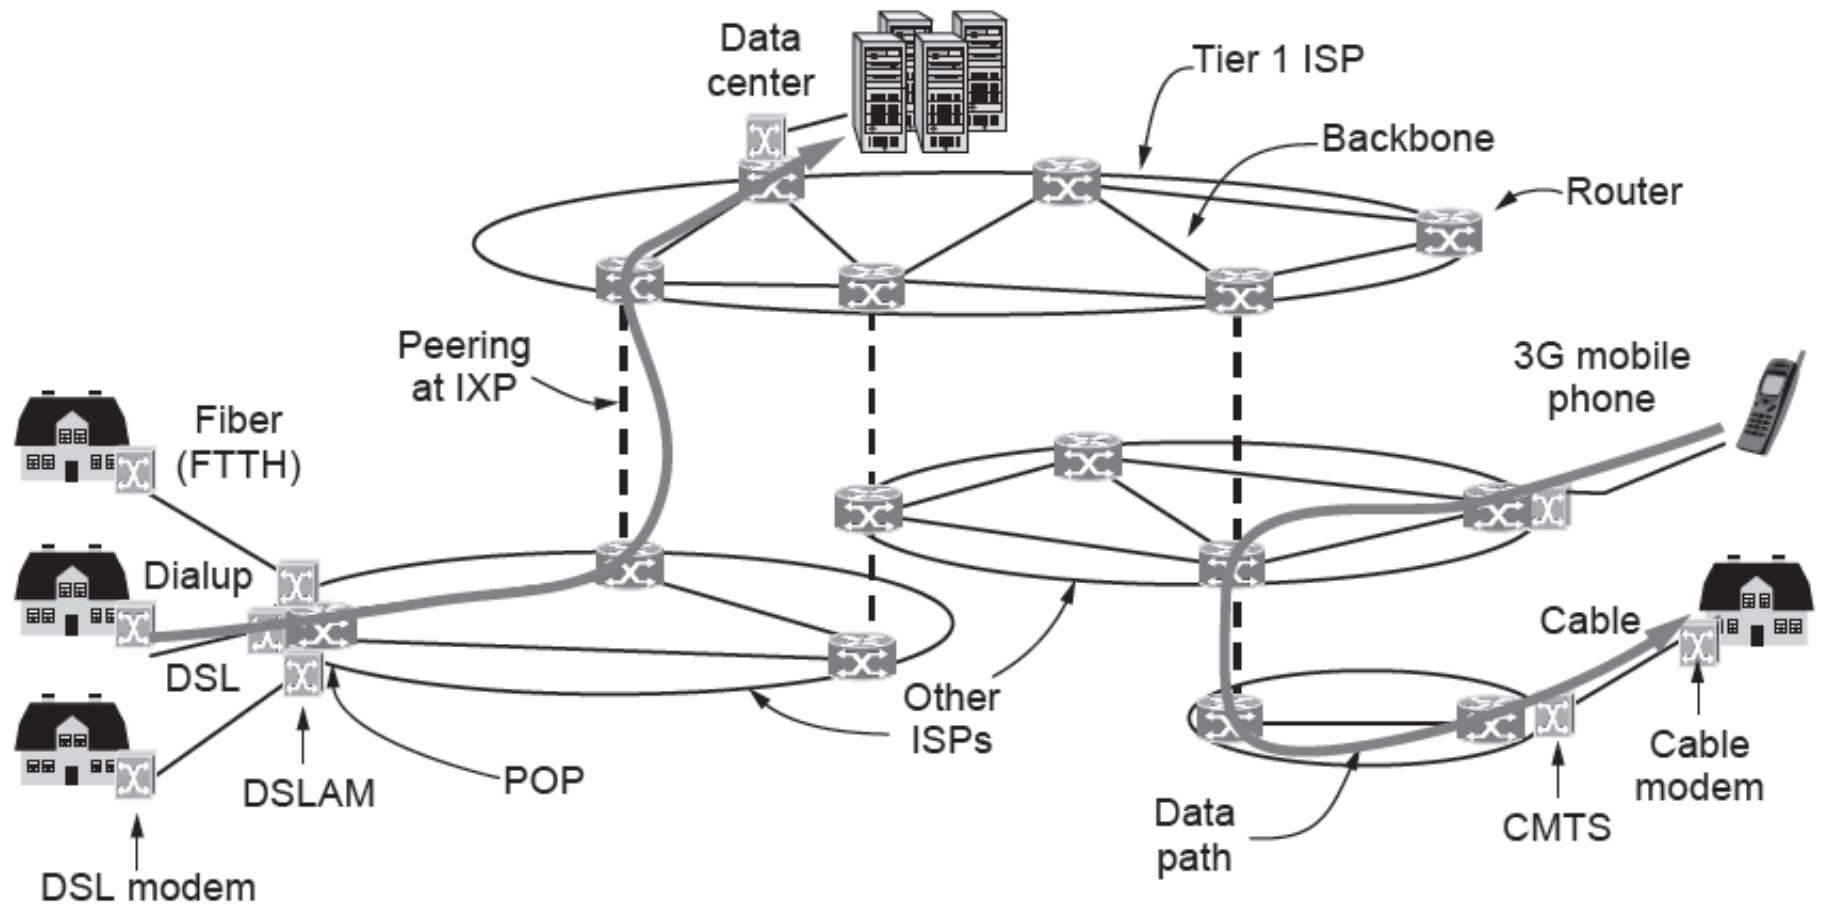 Data
center
Tier 1 ISP
Backbone
Router
Peering
at IXP
3G mobile
phone
Fiber
(FTTH)
Dialup
DSL
DSLAM
POP
DSL modem
Other
ISPs
Cable
Data
path
CMTS
Cable
modem